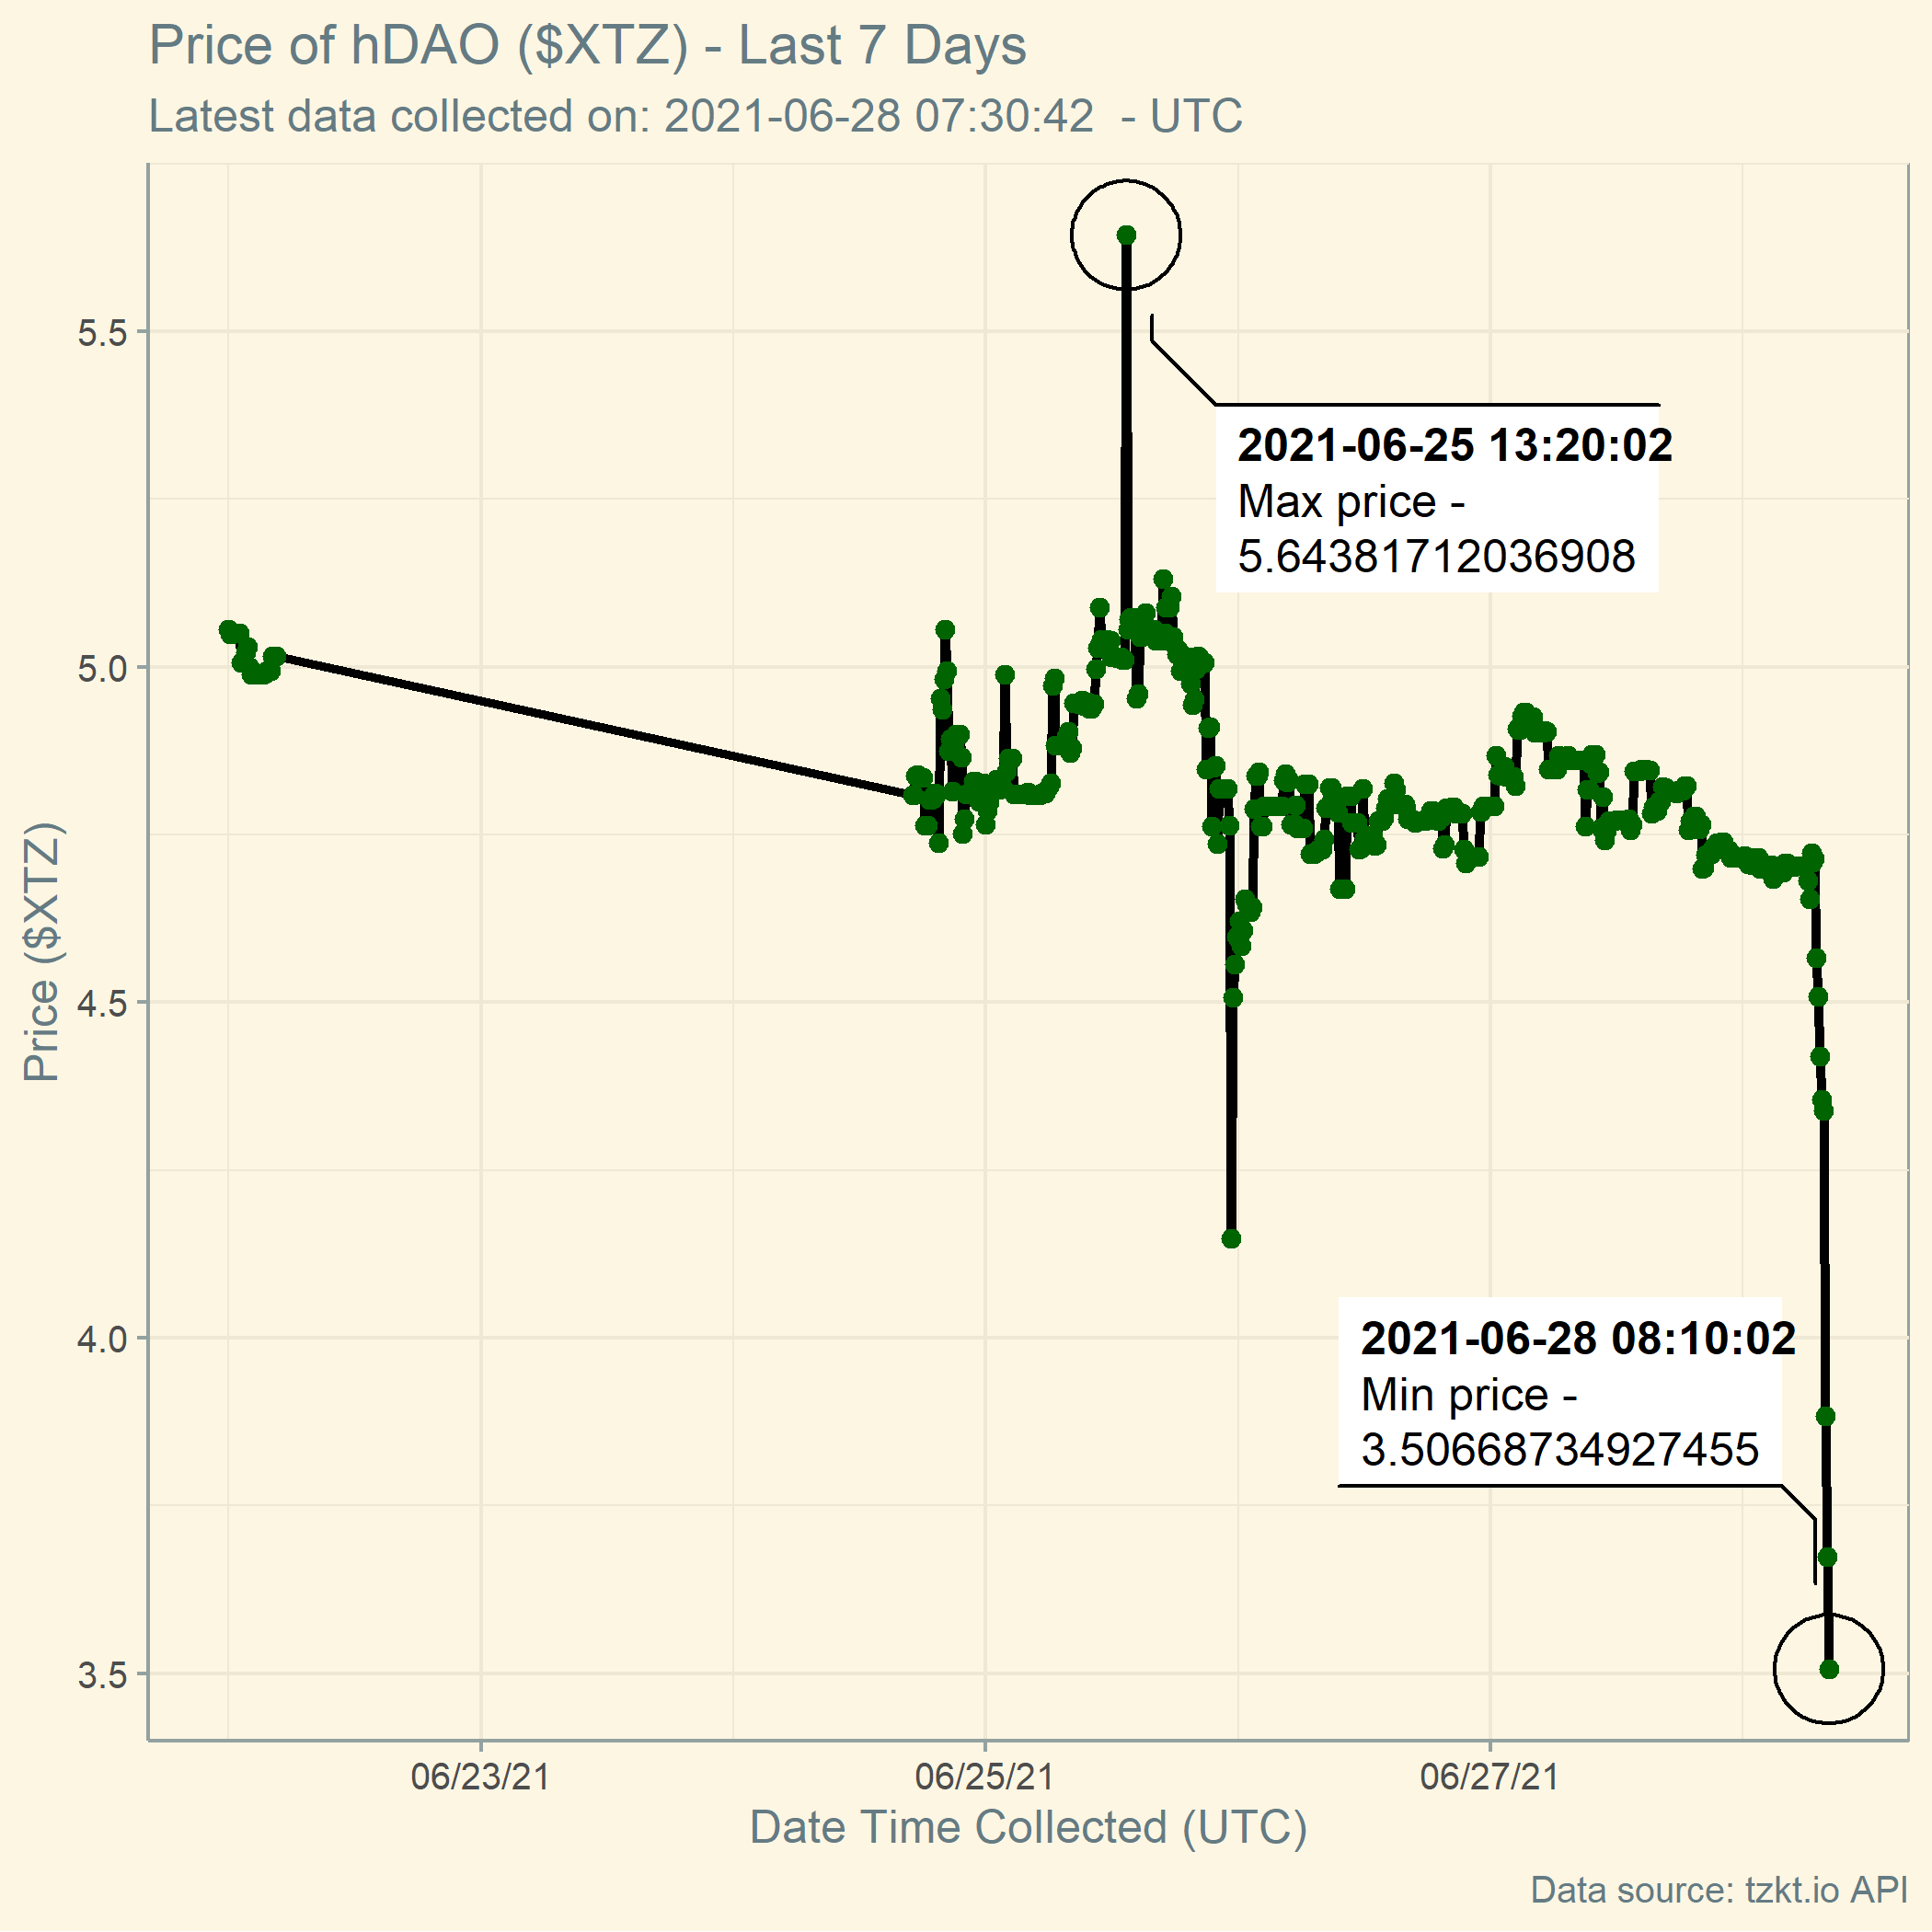 Price of hDAO ($XTZ) - Last 7 Days
Latest data collected on: 2021-06-28 07:30:42  - UTC
5.5
5.0
4.5
4.0
3.5
Price ($XTZ)
2021-06-25 13:20:02
Max price -
5.64381712036908
2021-06-28 08:10:02
Min price -
3.50668734927455
06/23/21
06/25/21
06/27/21
Date Time Collected (UTC)
Data source: tzkt.io API